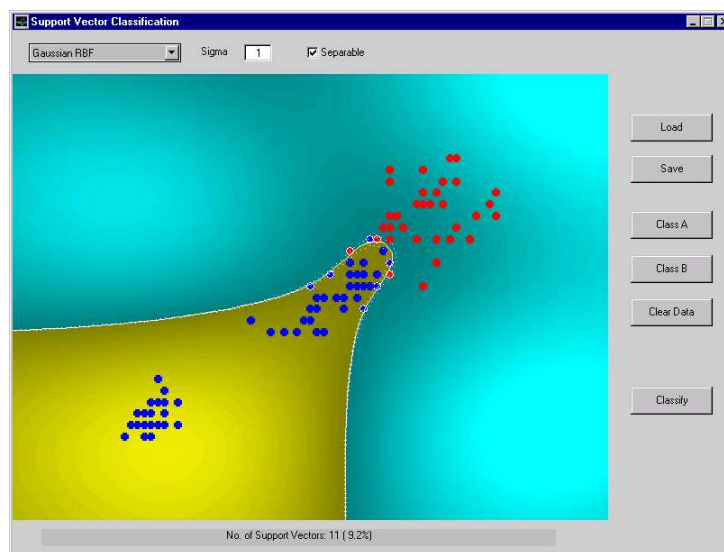 Support Vector Classification
Gaussian RBF Sigma 1 Separable
Load
Save
Class A
Class B
Clear Data
Classify
No. of Support Vectors: 11 ( 9.2%)